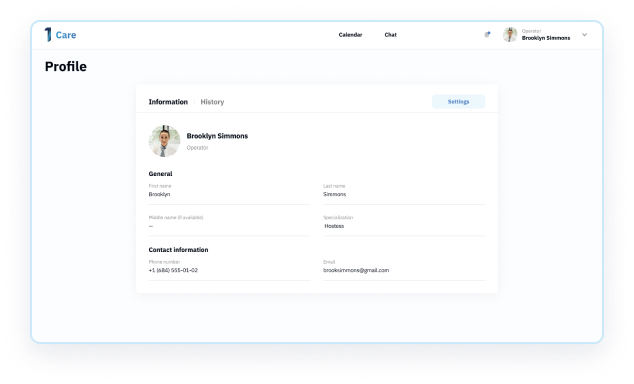 1 Care
Calendar Chat
Operator
Brooklyn Simmons
Profile
Information History Settings
Brooklyn Simmons
Operator
General
First name Last name
Brooklyn Simmons
Middle name (if available) Specialization
— Hostess
Contact information
Phone number Email
+1 (684) 555-01-02 brooksimmons@gmail.com